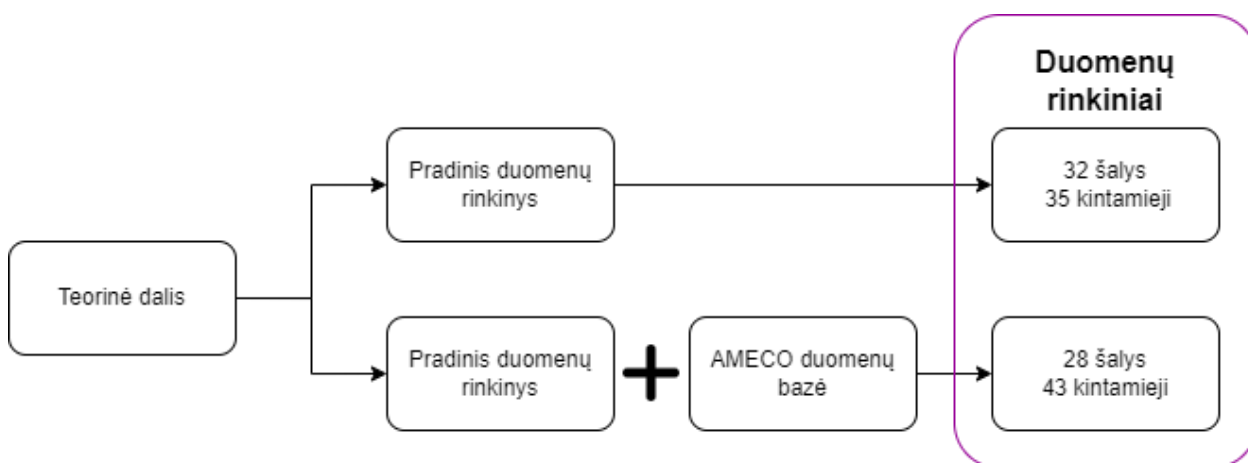 Duomenų
rinkiniai
Pradinis duomenų
rinkinys
32 šalys
35 kintamieji
Teorinė dalis
Pradinis duomenų
rinkinys
AMECO duomenų
bazė
28 šalys
43 kintamieji